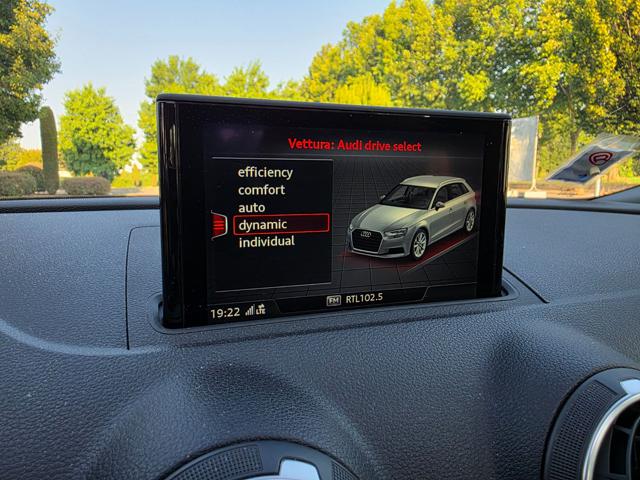 Vettura: Audi drive select
efficiency
comfort
auto
dynamic
individual
19:22 LTE FM RTL102.5